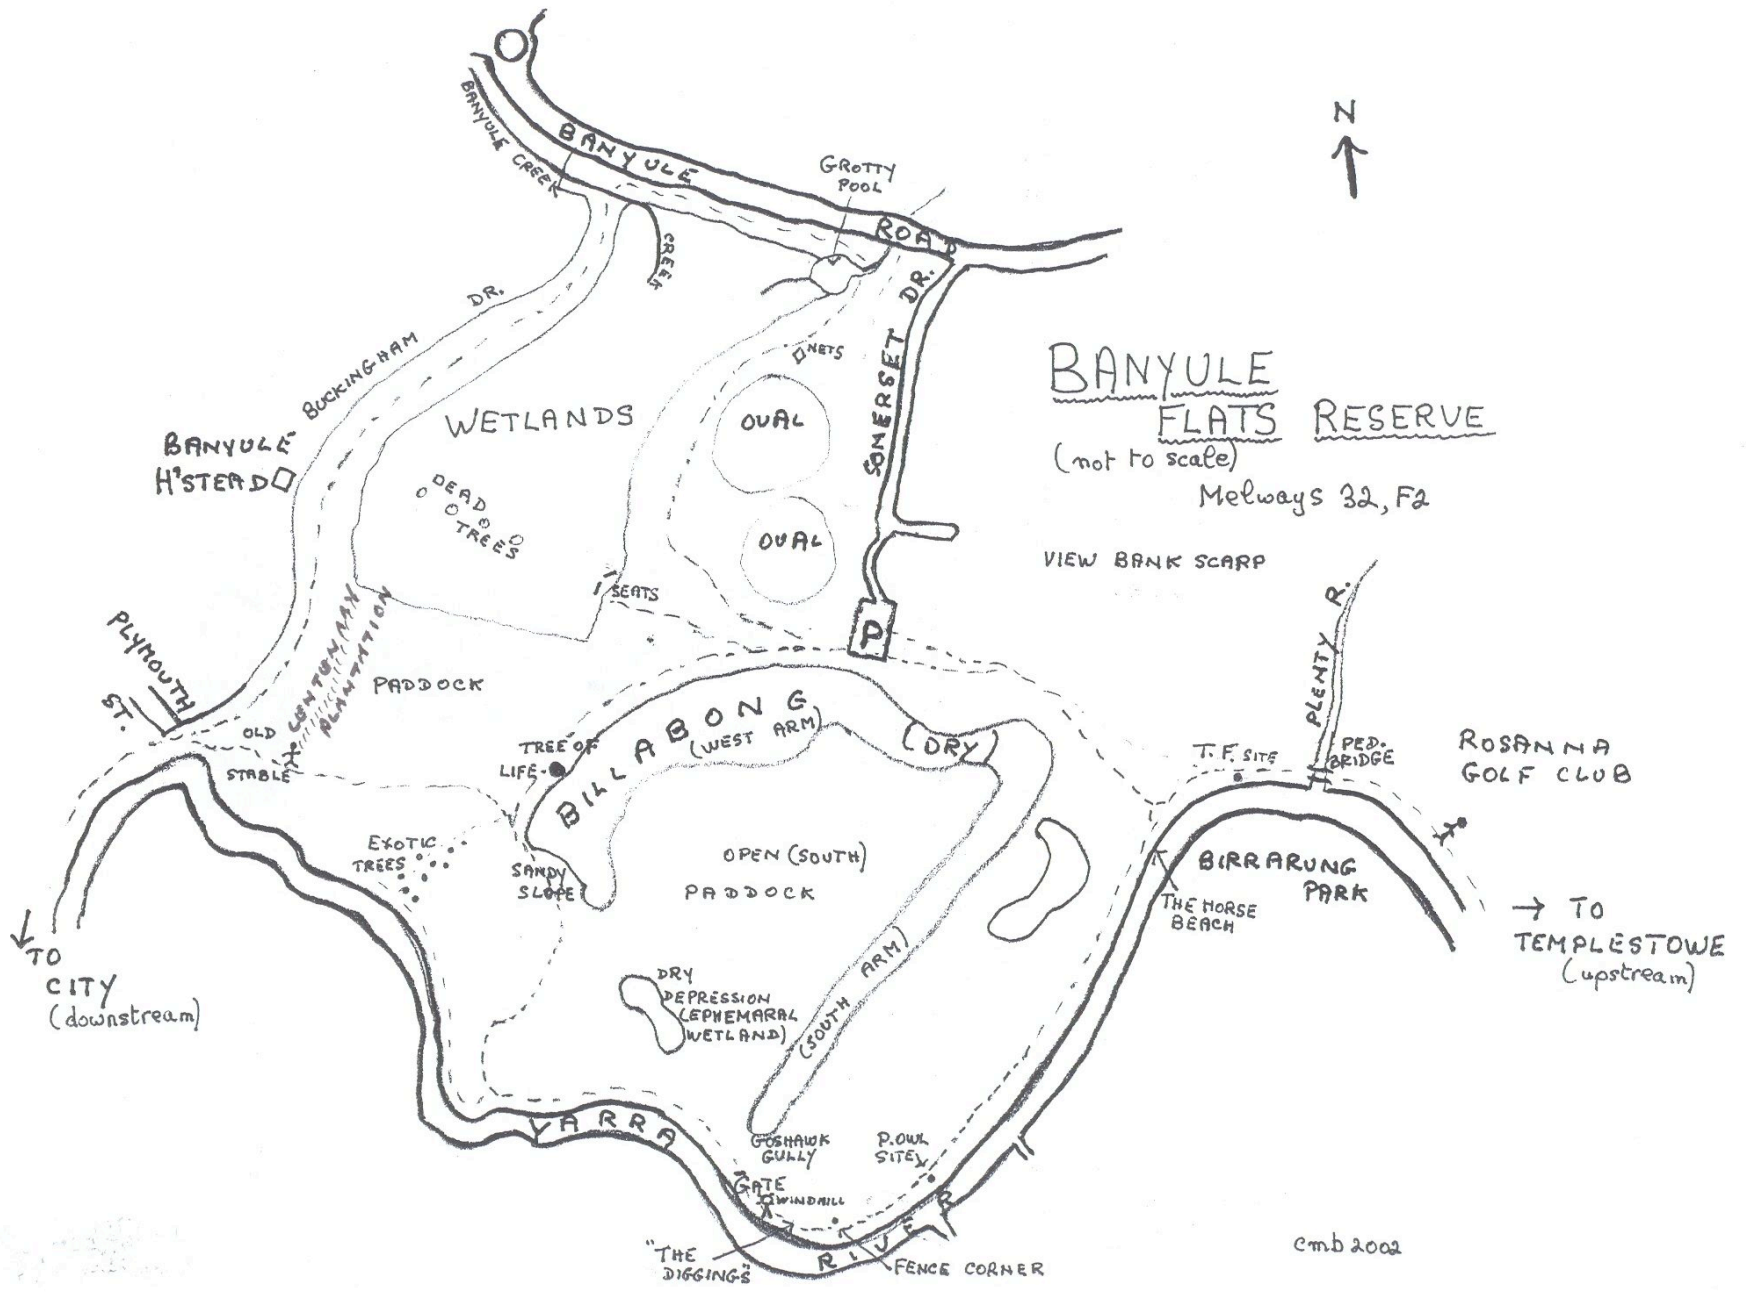 N
BANYULE ROAD
BANYULE CREEK
GROTTY
POOL
CREEK
SOMERSET DR.
BUCKINGHAM DR.
NETS
OVAL
OVAL
WETLANDS
BANYULE
H'STEAD
DEAD
TREES
SEATS
BANYULE
FLATS RESERVE
(not to scale)
Melways 32, F2
VIEW BANK SCARP
P
PLYMOUTH
ST.
CENTENARY
PLANTATION
PADDOCK
OLD
STABLE
TREE OF
LIFE
BILLABONG
(WEST ARM)
(DRY)
PLENTY R.
T.F. SITE
PED.
BRIDGE
ROSANNA
GOLF CLUB
EXOTIC
TREES
SANDY
SLOPE
OPEN (SOUTH)
PADDOCK
BIRRARUNG
PARK
THE HORSE
BEACH
→ TO
TEMPLESTOWE
(upstream)
TO
CITY
(downstream)
DRY
DEPRESSION
(EPHEMARAL
WETLAND)
(SOUTH ARM)
YARRA RIVER
GOSHAWK
GULLY
P.OWL
SITE
GATE
WINDMILL
"THE
DIGGINGS"
FENCE CORNER
cmb 2002